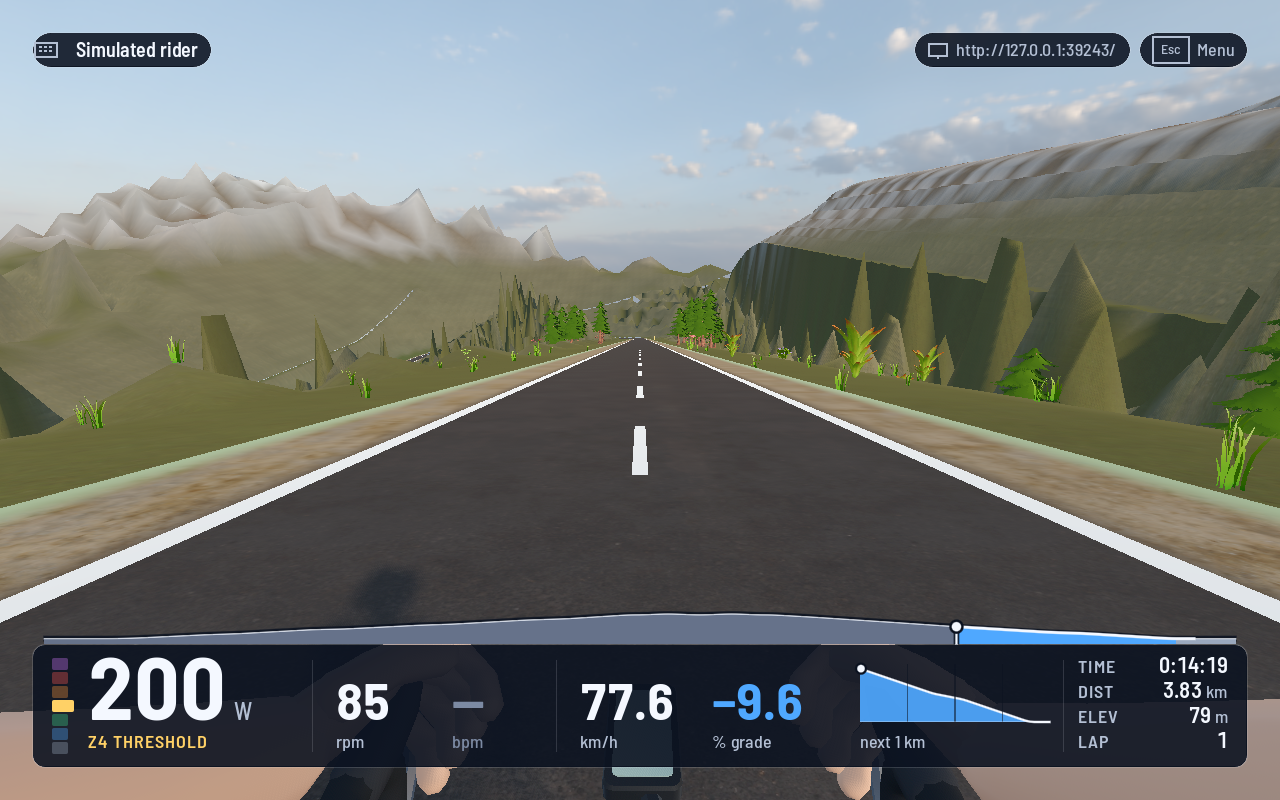 Simulated rider
http://127.0.0.1:39243/
Esc Menu
200 W
Z4 THRESHOLD
85
rpm
–
bpm
77.6
km/h
–9.6
% grade
next 1 km
TIME 0:14:19
DIST 3.83 km
ELEV 79 m
LAP 1